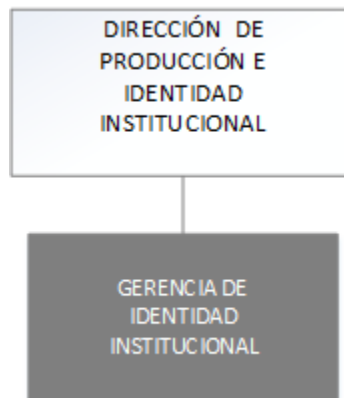 DIRECCIÓN DE
PRODUCCIÓN E
IDENTIDAD
INSTITUCIONAL
GERENCIA DE
IDENTIDAD
INSTITUCIONAL